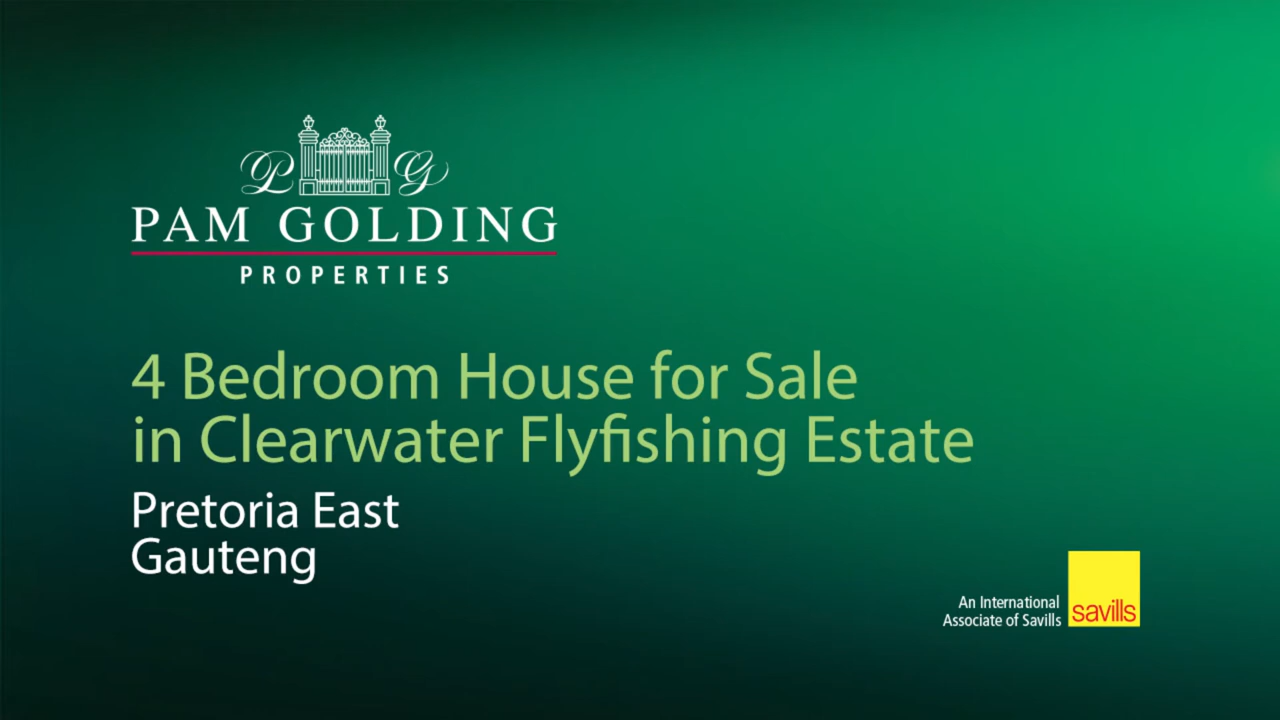 P G
PAM GOLDING
PROPERTIES
4 Bedroom House for Sale
in Clearwater Flyfishing Estate
Pretoria East
Gauteng
An International
Associate of Savills
savills